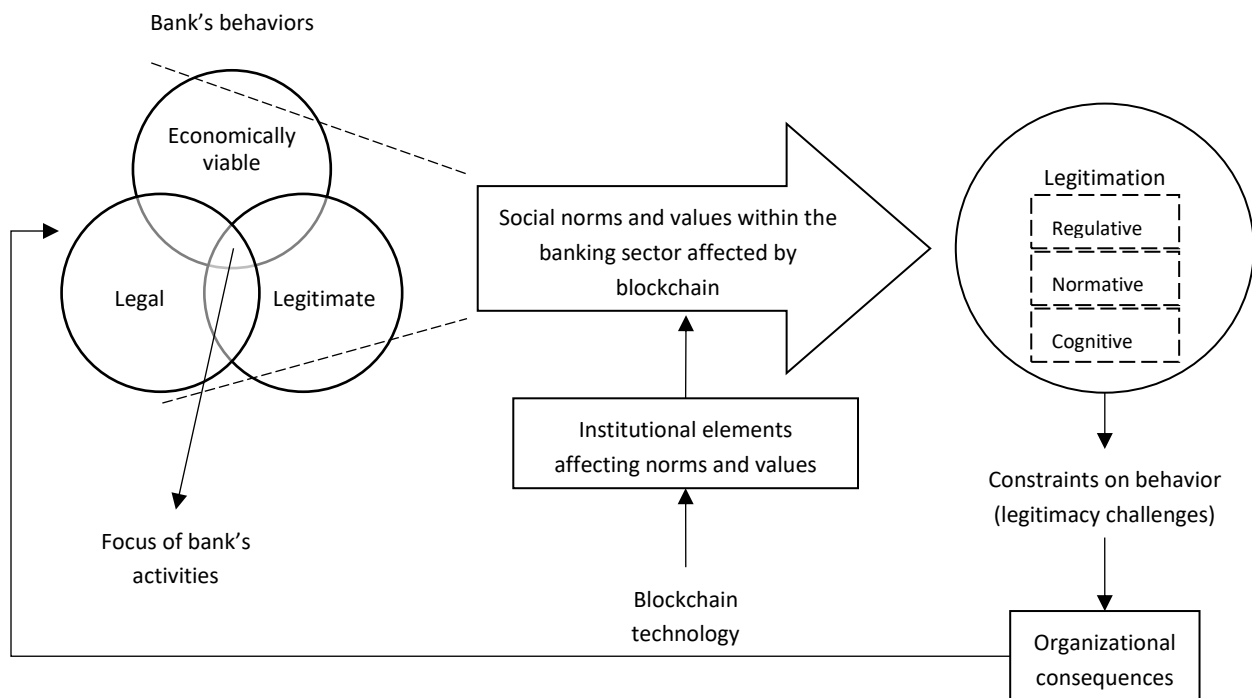 Bank’s behaviors
Economically
viable
Legal
Legitimate
Focus of bank’s
activities
Social norms and values within the
banking sector affected by
blockchain
Institutional elements
affecting norms and values
Blockchain
technology
Legitimation
Regulative
Normative
Cognitive
Constraints on behavior
(legitimacy challenges)
Organizational
consequences